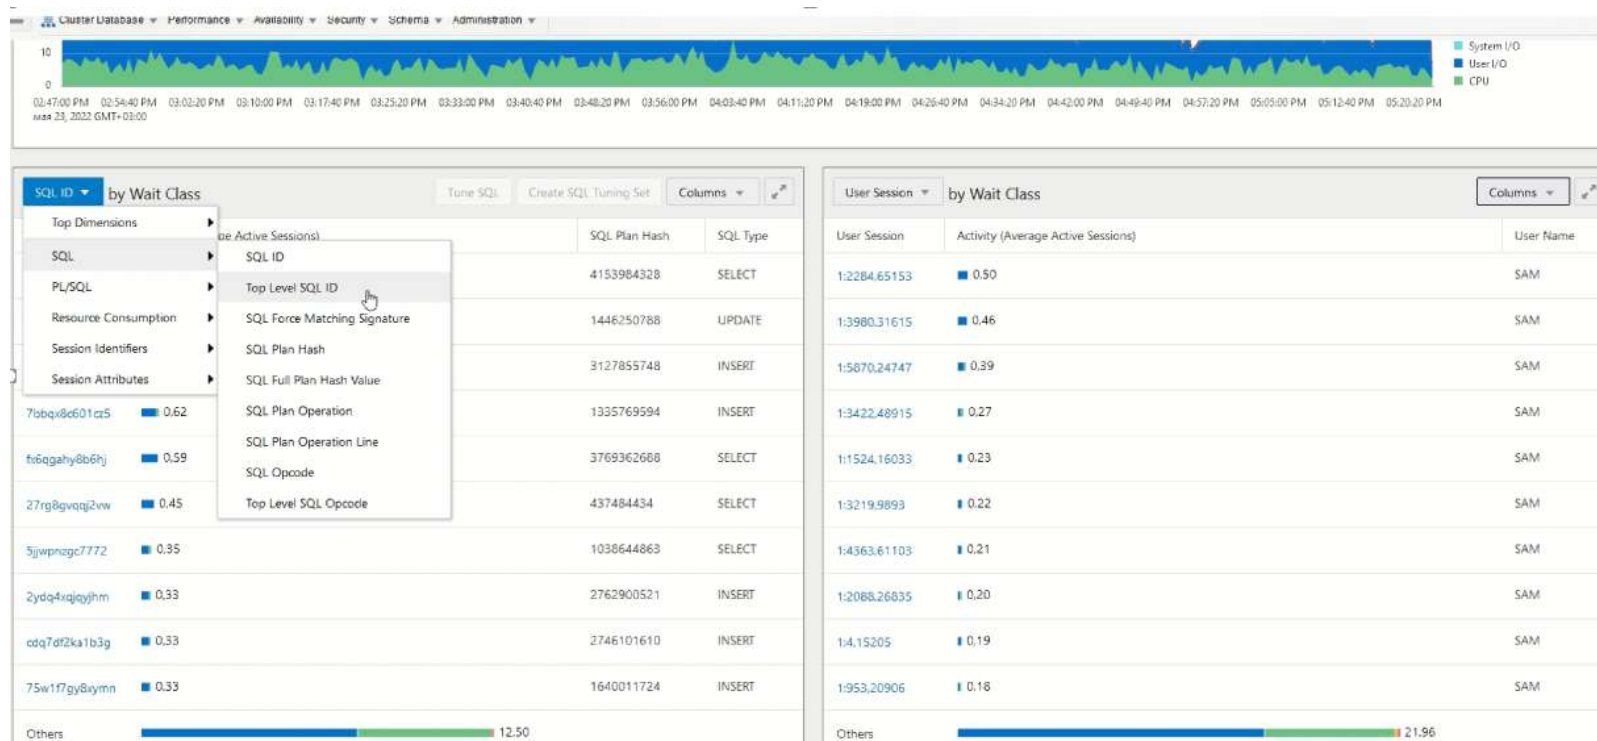 Cluster Database Performance Availability Security Schema Administration
10
0
System I/O
User I/O
CPU
02:47:00 PM 02:54:40 PM 03:02:20 PM 03:10:00 PM 03:17:40 PM 03:25:20 PM 03:33:00 PM 03:40:40 PM 03:48:20 PM 03:56:00 PM 04:03:40 PM 04:11:20 PM 04:19:00 PM 04:26:40 PM 04:34:20 PM 04:42:00 PM 04:49:40 PM 04:57:20 PM 05:05:00 PM 05:12:40 PM 05:20:20 PM
мая 23, 2022 GMT+03:00
SQL ID by Wait Class Tune SQL Create SQL Tuning Set Columns
Top Dimensions
SQL
PL/SQL
Resource Consumption
Session Identifiers
Session Attributes
SQL ID
Top Level SQL ID
SQL Force Matching Signature
SQL Plan Hash
SQL Full Plan Hash Value
SQL Plan Operation
SQL Plan Operation Line
SQL Opcode
Top Level SQL Opcode
Active Sessions) SQL Plan Hash SQL Type
4153984328 SELECT
1446250788 UPDATE
3127855748 INSERT
7bbqx8c601cz5 0,62 1335769594 INSERT
fx6qgahy8b6hj 0,59 3769362688 SELECT
27rg8gvqqj2vw 0,45 437484434 SELECT
5jjwpnzgc7772 0,35 1038644863 SELECT
2ydq4xqjqyjhm 0,33 2762900521 INSERT
cdq7df2ka1b3g 0,33 2746101610 INSERT
75w1f7gy8xymn 0,33 1640011724 INSERT
Others 12.50
User Session by Wait Class Columns
User Session Activity (Average Active Sessions) User Name
1:2284,65153 0,50 SAM
1:3980,31615 0,46 SAM
1:5870,24747 0,39 SAM
1:3422,48915 0,27 SAM
1:1524,16033 0,23 SAM
1:3219,9893 0,22 SAM
1:4363,61103 0,21 SAM
1:2088,26835 0,20 SAM
1:4,15205 0,19 SAM
1:953,20906 0,18 SAM
Others 21,96